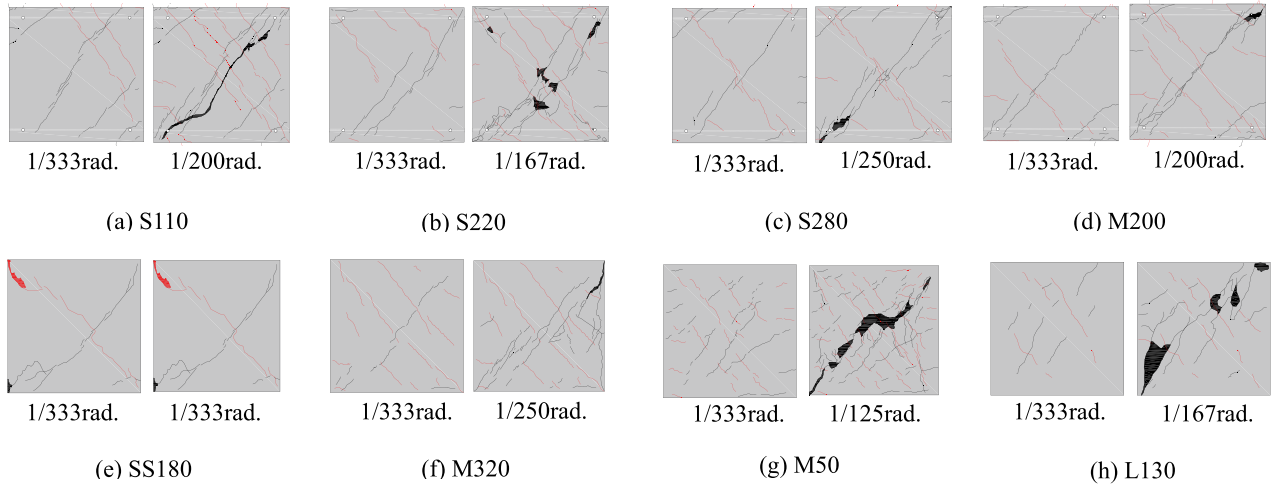 1/333rad. 1/200rad. 1/333rad. 1/167rad. 1/333rad. 1/250rad. 1/333rad. 1/200rad.
(a) S110 (b) S220 (c) S280 (d) M200
1/333rad. 1/333rad. 1/333rad. 1/250rad. 1/333rad. 1/125rad. 1/333rad. 1/167rad.
(e) SS180 (f) M320 (g) M50 (h) L130